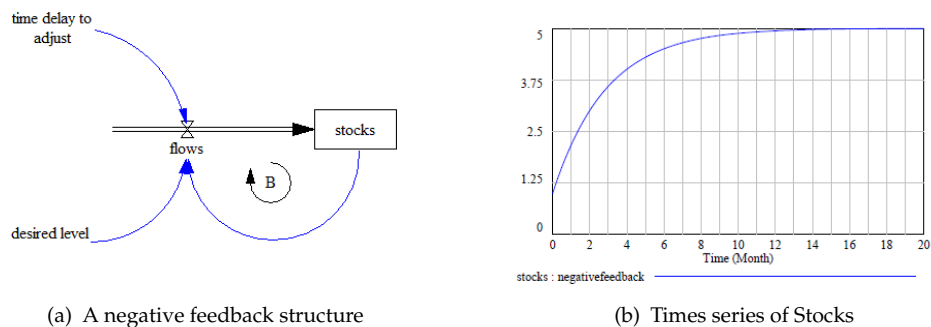 time delay to
adjust
stocks
flows
B
desired level
(a) A negative feedback structure
5
3.75
2.5
1.25
0
0 2 4 6 8 10 12 14 16 18 20
Time (Month)
stocks : negativefeedback
(b) Times series of Stocks